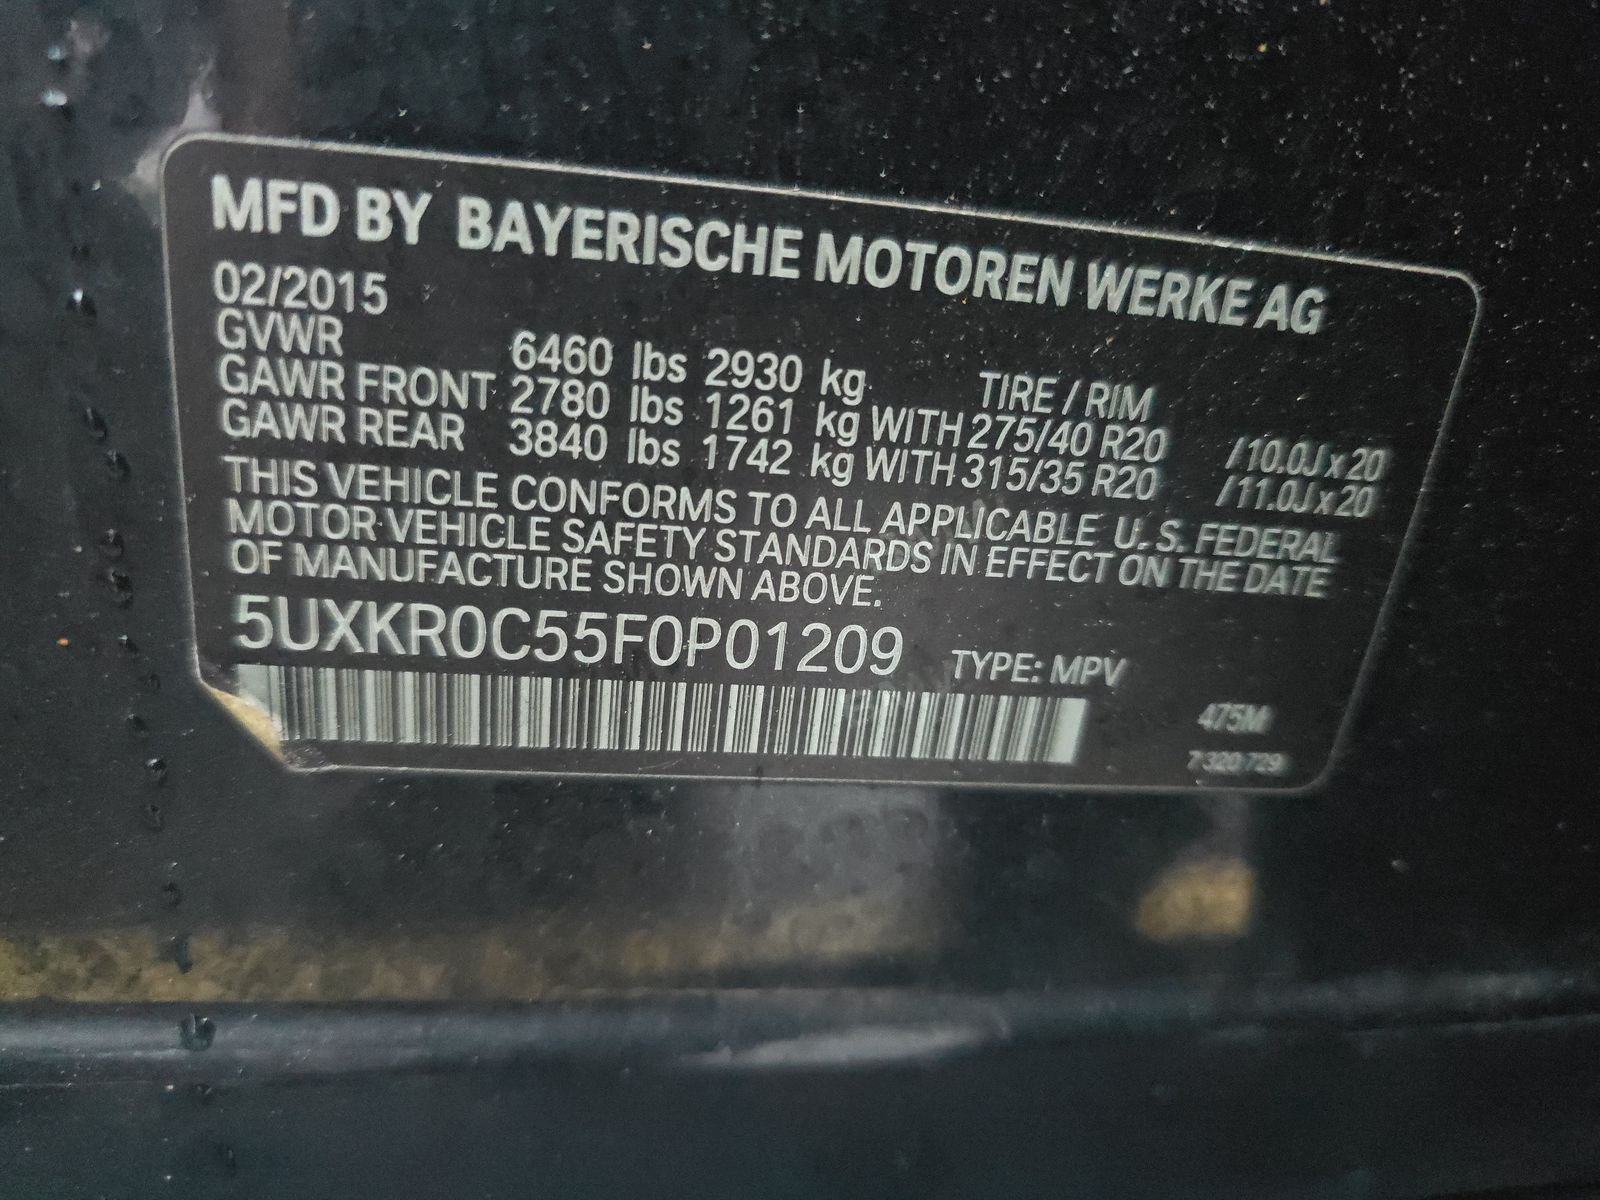 MFD BY BAYERISCHE MOTOREN WERKE AG
02/2015
GVWR 6460 lbs 2930 kg TIRE / RIM
GAWR FRONT 2780 lbs 1261 kg WITH 275/40 R20 / 10.0J x 20
GAWR REAR 3840 lbs 1742 kg WITH 315/35 R20 / 11.0J x 20
THIS VEHICLE CONFORMS TO ALL APPLICABLE U.S. FEDERAL
MOTOR VEHICLE SAFETY STANDARDS IN EFFECT ON THE DATE
OF MANUFACTURE SHOWN ABOVE.
5UXKR0C55F0P01209 TYPE: MPV
475M
7 320 729